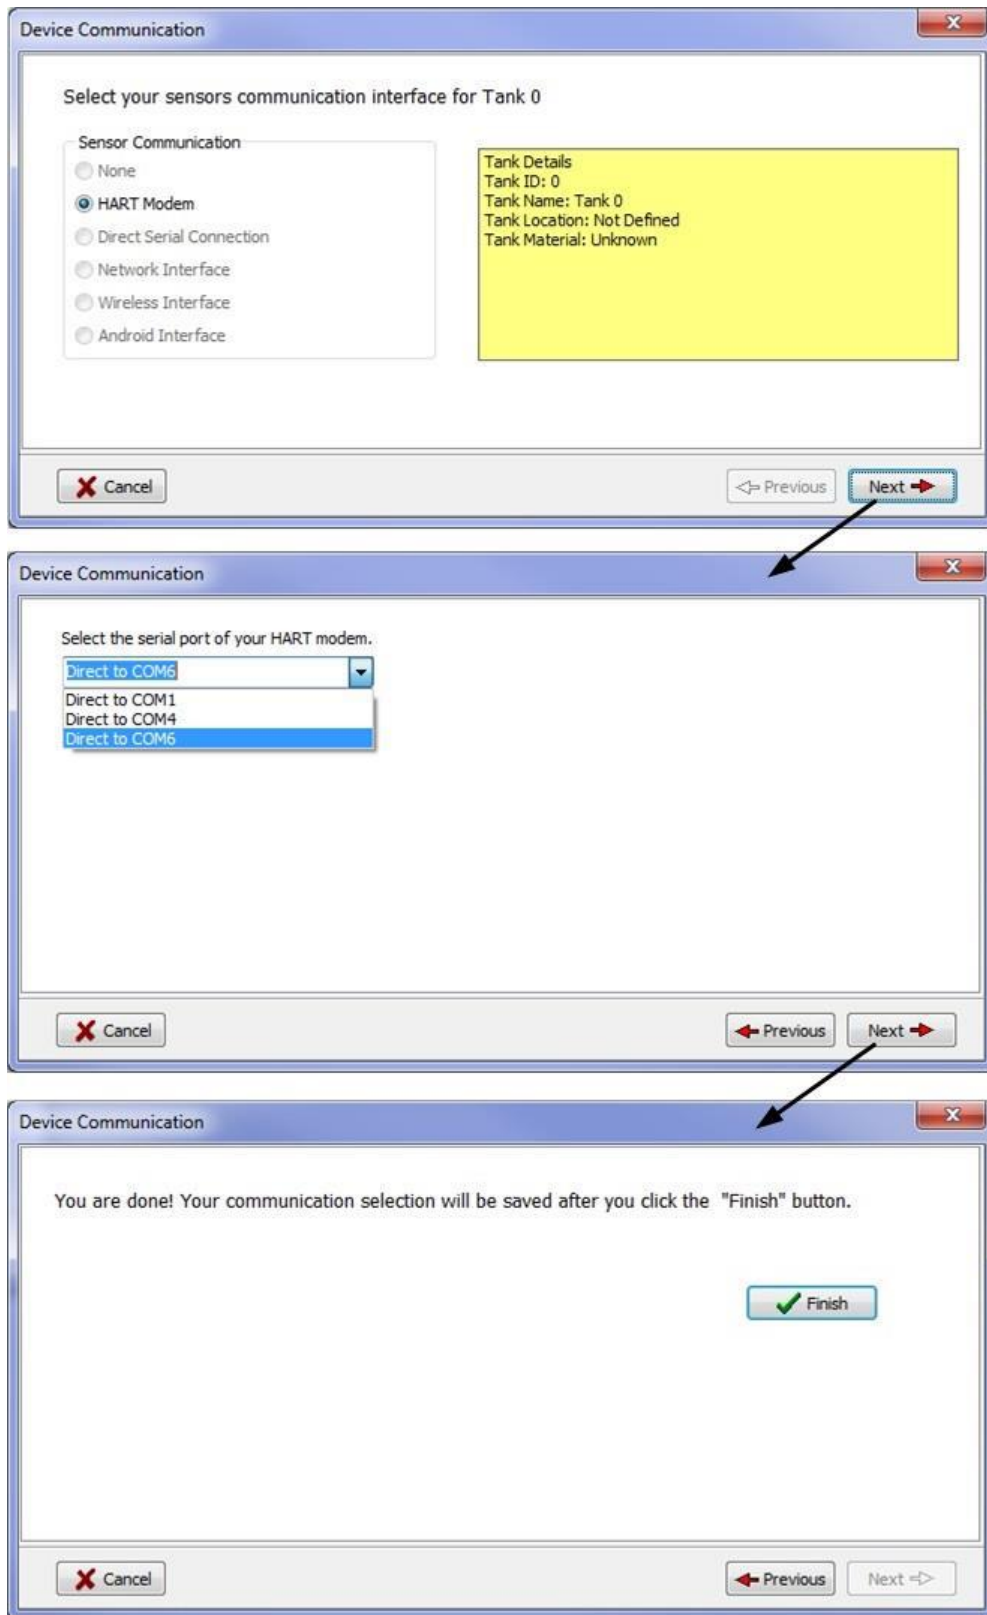 Device Communication
Select your sensors communication interface for Tank 0
Sensor Communication
None
HART Modem
Direct Serial Connection
Network Interface
Wireless Interface
Android Interface
Tank Details
Tank ID: 0
Tank Name: Tank 0
Tank Location: Not Defined
Tank Material: Unknown
Cancel
Previous
Next
Device Communication
Select the serial port of your HART modem.
Direct to COM6
Direct to COM1
Direct to COM4
Direct to COM6
Cancel
Previous
Next
Device Communication
You are done! Your communication selection will be saved after you click the "Finish" button.
Finish
Cancel
Previous
Next